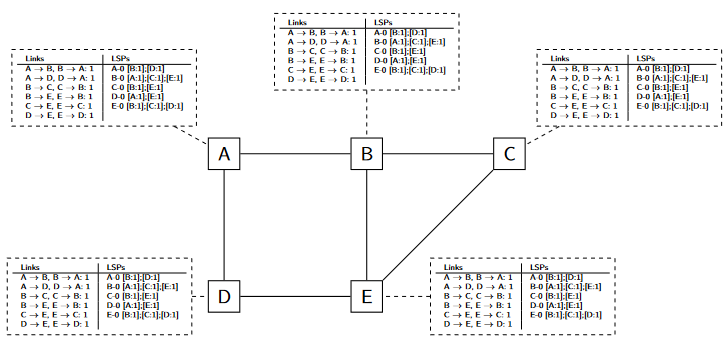 Links LSPs
A → B, B → A: 1 A-0 [B:1];[D:1]
A → D, D → A: 1 B-0 [A:1];[C:1];[E:1]
B → C, C → B: 1 C-0 [B:1];[E:1]
B → E, E → B: 1 D-0 [A:1];[E:1]
C → E, E → C: 1 E-0 [B:1];[C:1];[D:1]
D → E, E → D: 1
Links LSPs
A → B, B → A: 1 A-0 [B:1];[D:1]
A → D, D → A: 1 B-0 [A:1];[C:1];[E:1]
B → C, C → B: 1 C-0 [B:1];[E:1]
B → E, E → B: 1 D-0 [A:1];[E:1]
C → E, E → C: 1 E-0 [B:1];[C:1];[D:1]
D → E, E → D: 1
Links LSPs
A → B, B → A: 1 A-0 [B:1];[D:1]
A → D, D → A: 1 B-0 [A:1];[C:1];[E:1]
B → C, C → B: 1 C-0 [B:1];[E:1]
B → E, E → B: 1 D-0 [A:1];[E:1]
C → E, E → C: 1 E-0 [B:1];[C:1];[D:1]
D → E, E → D: 1
A B C
Links LSPs
A → B, B → A: 1 A-0 [B:1];[D:1]
A → D, D → A: 1 B-0 [A:1];[C:1];[E:1]
B → C, C → B: 1 C-0 [B:1];[E:1]
B → E, E → B: 1 D-0 [A:1];[E:1]
C → E, E → C: 1 E-0 [B:1];[C:1];[D:1]
D → E, E → D: 1
D E
Links LSPs
A → B, B → A: 1 A-0 [B:1];[D:1]
A → D, D → A: 1 B-0 [A:1];[C:1];[E:1]
B → C, C → B: 1 C-0 [B:1];[E:1]
B → E, E → B: 1 D-0 [A:1];[E:1]
C → E, E → C: 1 E-0 [B:1];[C:1];[D:1]
D → E, E → D: 1